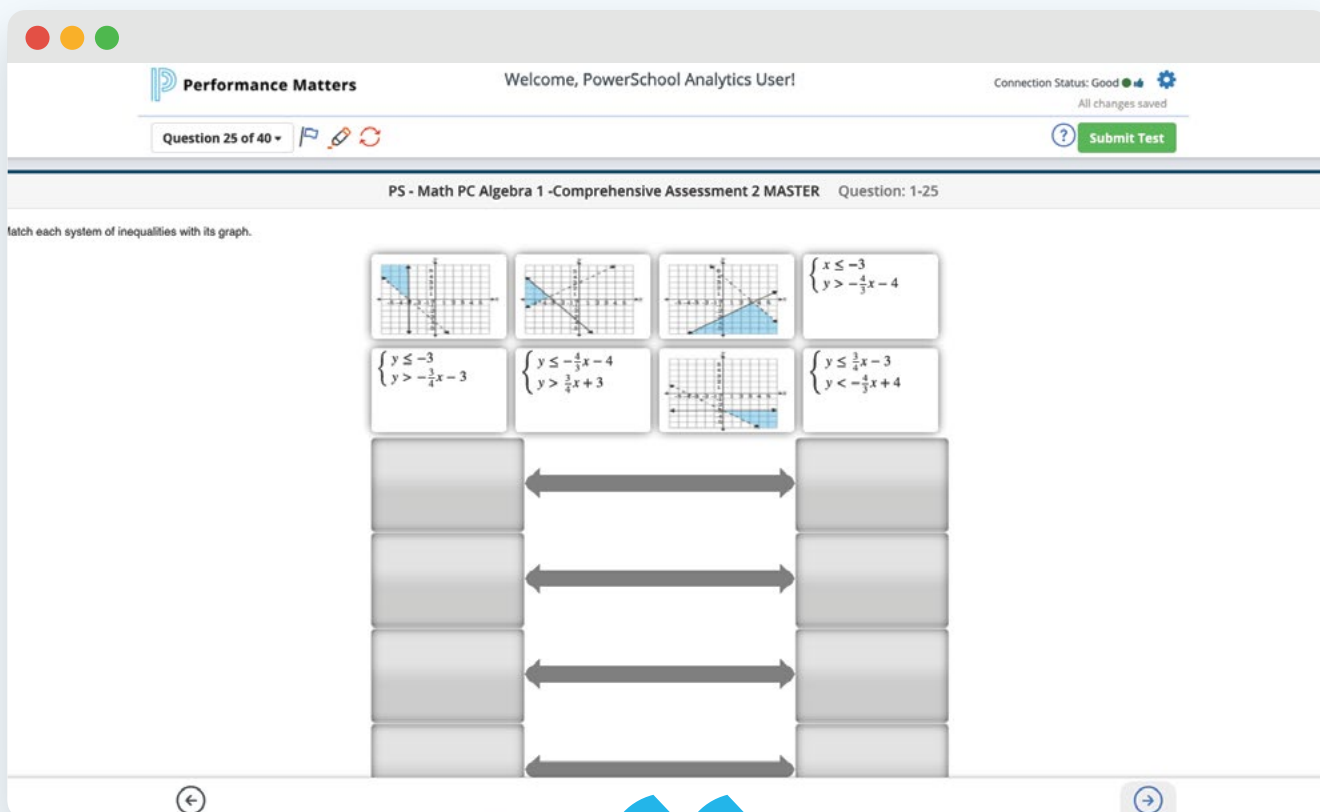 Performance Matters
Welcome, PowerSchool Analytics User!
Connection Status: Good
All changes saved
Question 25 of 40
?
Submit Test
PS - Math PC Algebra 1 -Comprehensive Assessment 2 MASTER Question: 1-25
latch each system of inequalities with its graph.
x ≤ −3
y > −4/3x − 4
y ≤ −3
y > −3/4x − 3
y ≤ −4/3x − 4
y > 3/4x + 3
y ≤ 3/4x − 3
y < −4/3x + 4